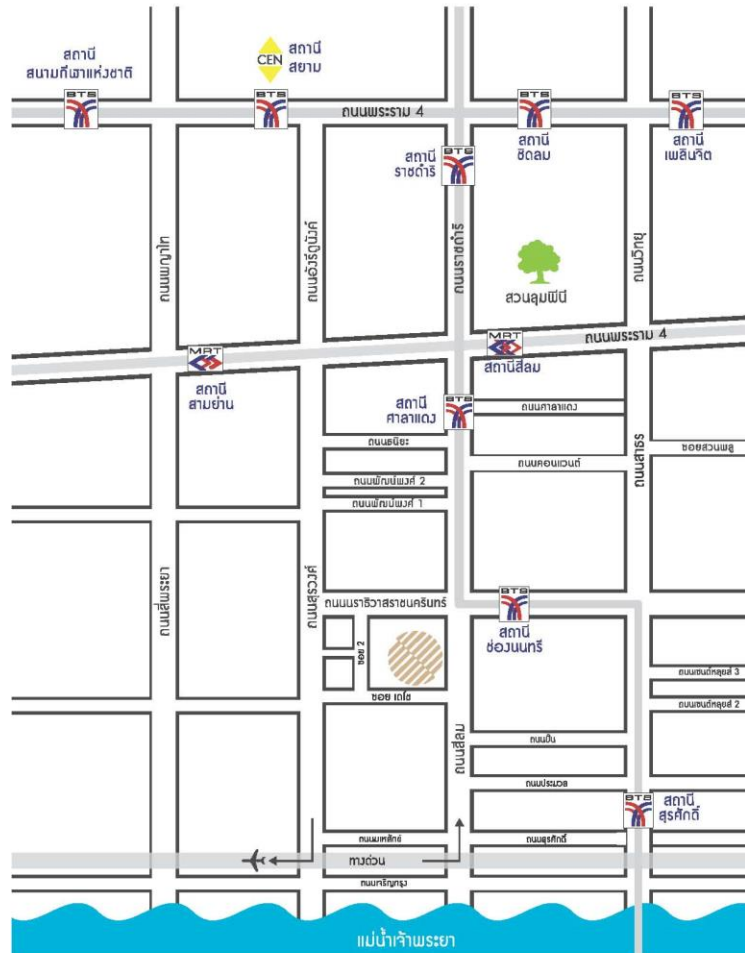 สถานี
สนามกีฬาแห่งชาติ
BTS
CEN
สถานี
สยาม
BTS
ถนนพระราม 4
BTS
สถานี
ชิดลม
BTS
สถานี
เพลินจิต
สถานี
ราชดำริ
BTS
ถนนพญาไท
ถนนอังรีดูนังต์
ถนนราชดำริ
สวนลุมพินี
ถนนวิทยุ
MRT
สถานี
สามย่าน
MRT
สถานีสีลม
ถนนพระราม 4
สถานี
ศาลาแดง
BTS
ถนนศาลาแดง
ถนนธนิยะ
ถนนคอนแวนต์
ถนนสาธร
ซอยสวนพลู
ถนนพัฒน์พงศ์ 2
ถนนพัฒน์พงศ์ 1
ถนนสี่พระยา
ถนนสุรวงศ์
ถนนนราธิวาสราชนครินทร์
BTS
สถานี
ช่องนนทรี
ซอย 2
ซอย เดโช
ถนนสีลม
ถนนเซนต์หลุยส์ 3
ถนนเซนต์หลุยส์ 2
ถนนปั้น
ถนนประมวล
BTS
สถานี
สุรศักดิ์
ถนนมเหสักข์
ถนนสุรศักดิ์
ทางด่วน
ถนนเจริญกรุง
แม่น้ำเจ้าพระยา